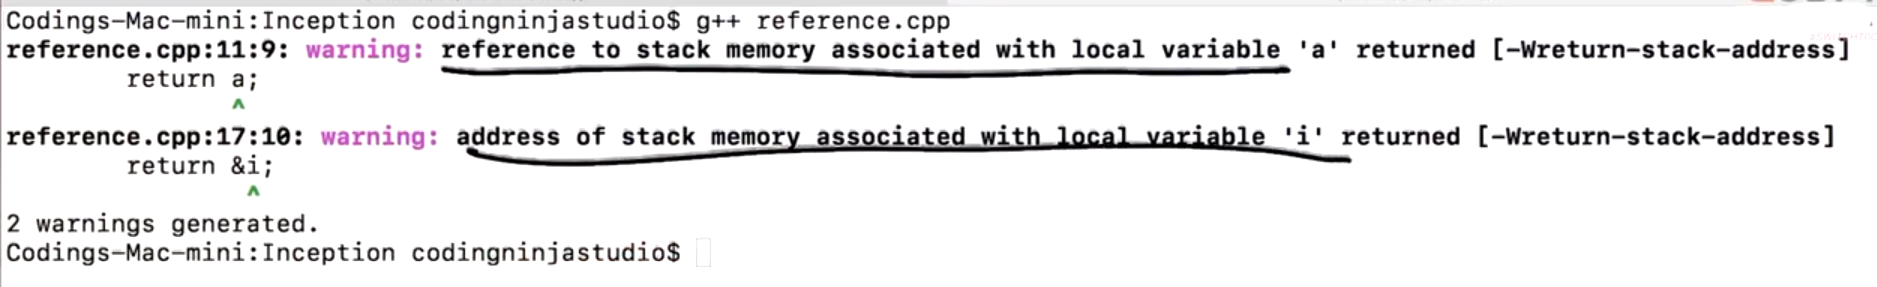 Codings-Mac-mini:Inception codingninjastudio$ g++ reference.cpp
reference.cpp:11:9: warning: reference to stack memory associated with local variable 'a' returned [-Wreturn-stack-address]
return a;
^
reference.cpp:17:10: warning: address of stack memory associated with local variable 'i' returned [-Wreturn-stack-address]
return &i;
^
2 warnings generated.
Codings-Mac-mini:Inception codingninjastudio$